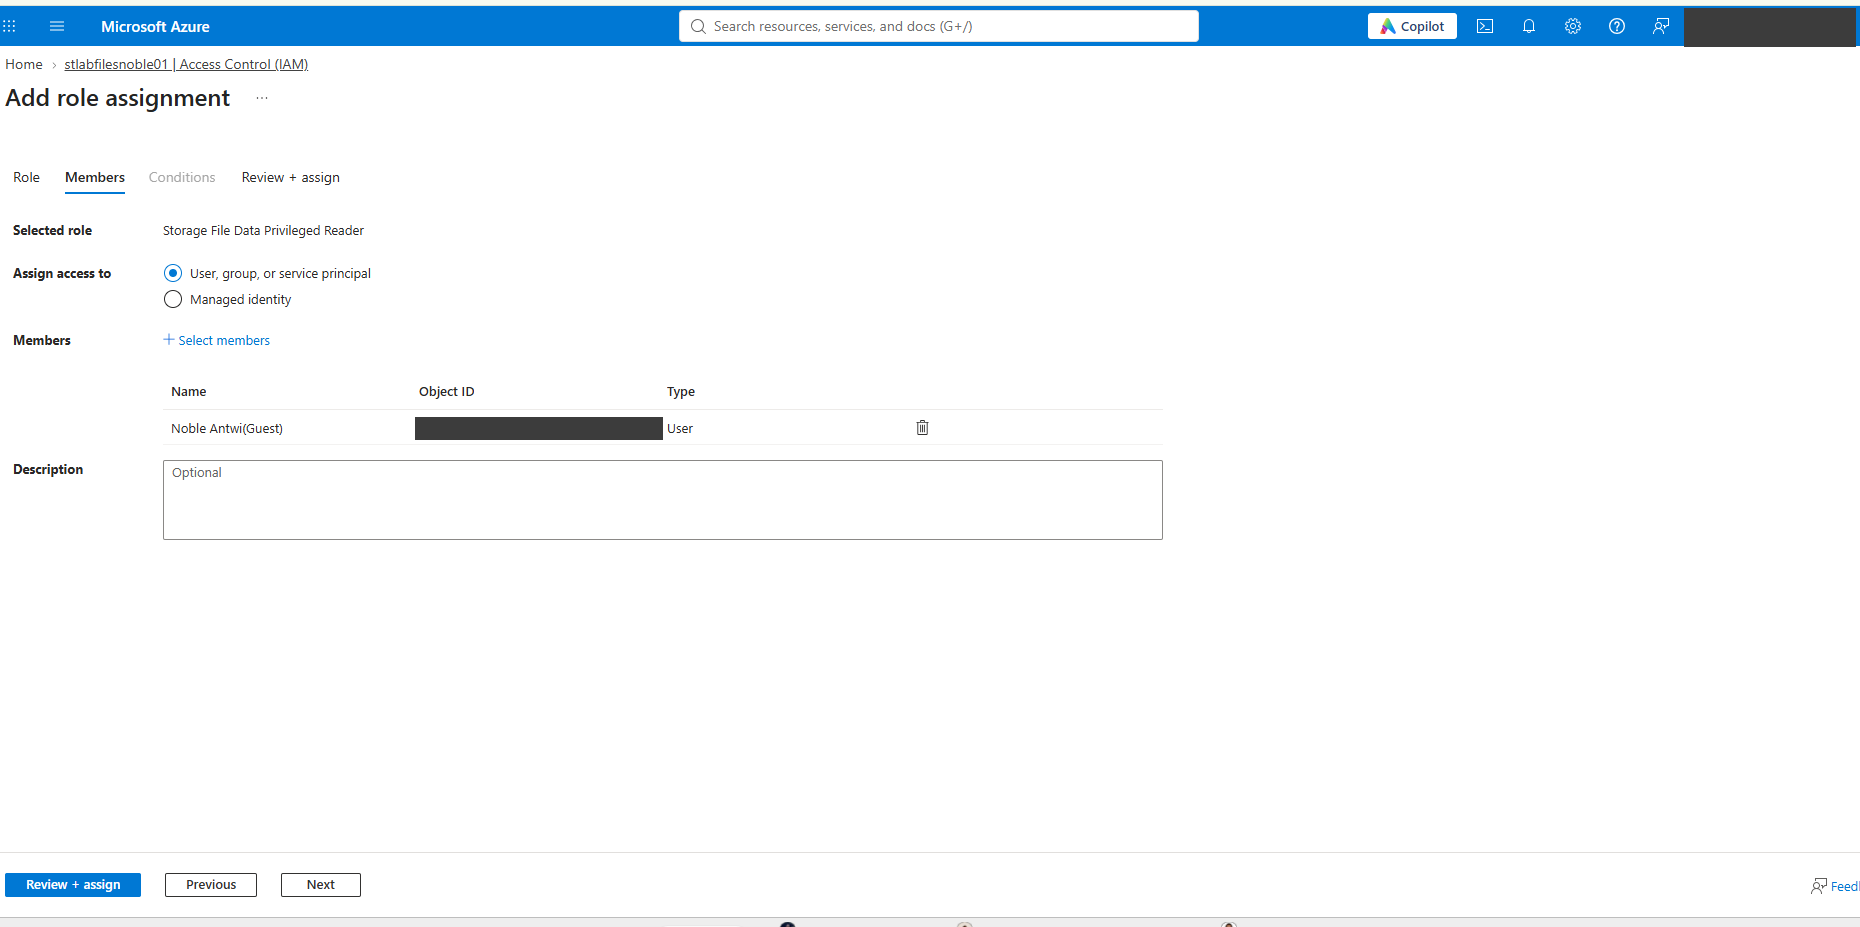 Microsoft Azure
Search resources, services, and docs (G+/)
Copilot
Home > stlabfilesnoble01 | Access Control (IAM)
Add role assignment ...
Role Members Conditions Review + assign
Selected role Storage File Data Privileged Reader
Assign access to User, group, or service principal
Managed identity
Members + Select members
Name Object ID Type
Noble Antwi(Guest) User
Description Optional
Review + assign Previous Next